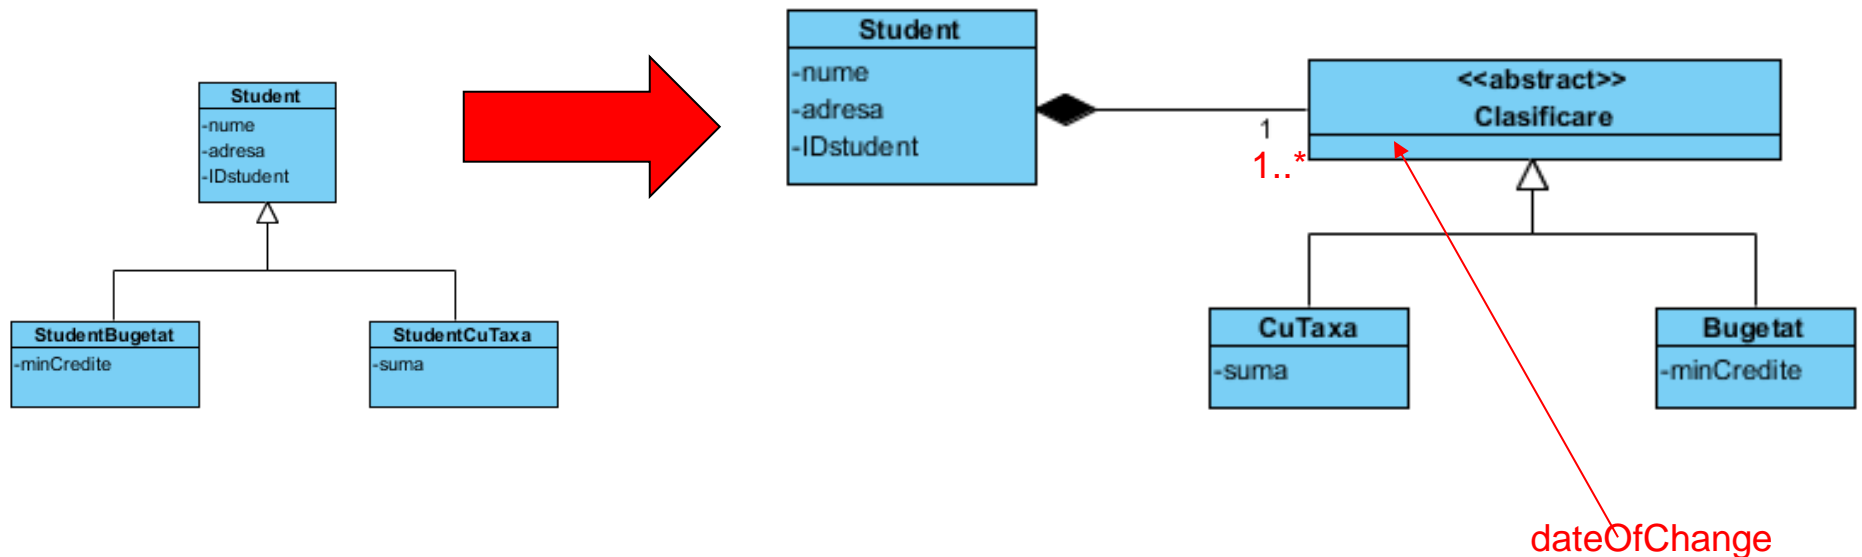 Student
-nume
-adresa
-IDstudent
StudentBugetat
-minCredite
StudentCuTaxa
-suma
Student
-nume
-adresa
-IDstudent
1
1..*
<<abstract>>
Clasificare
CuTaxa
-suma
Bugetat
-minCredite
dateOfChange